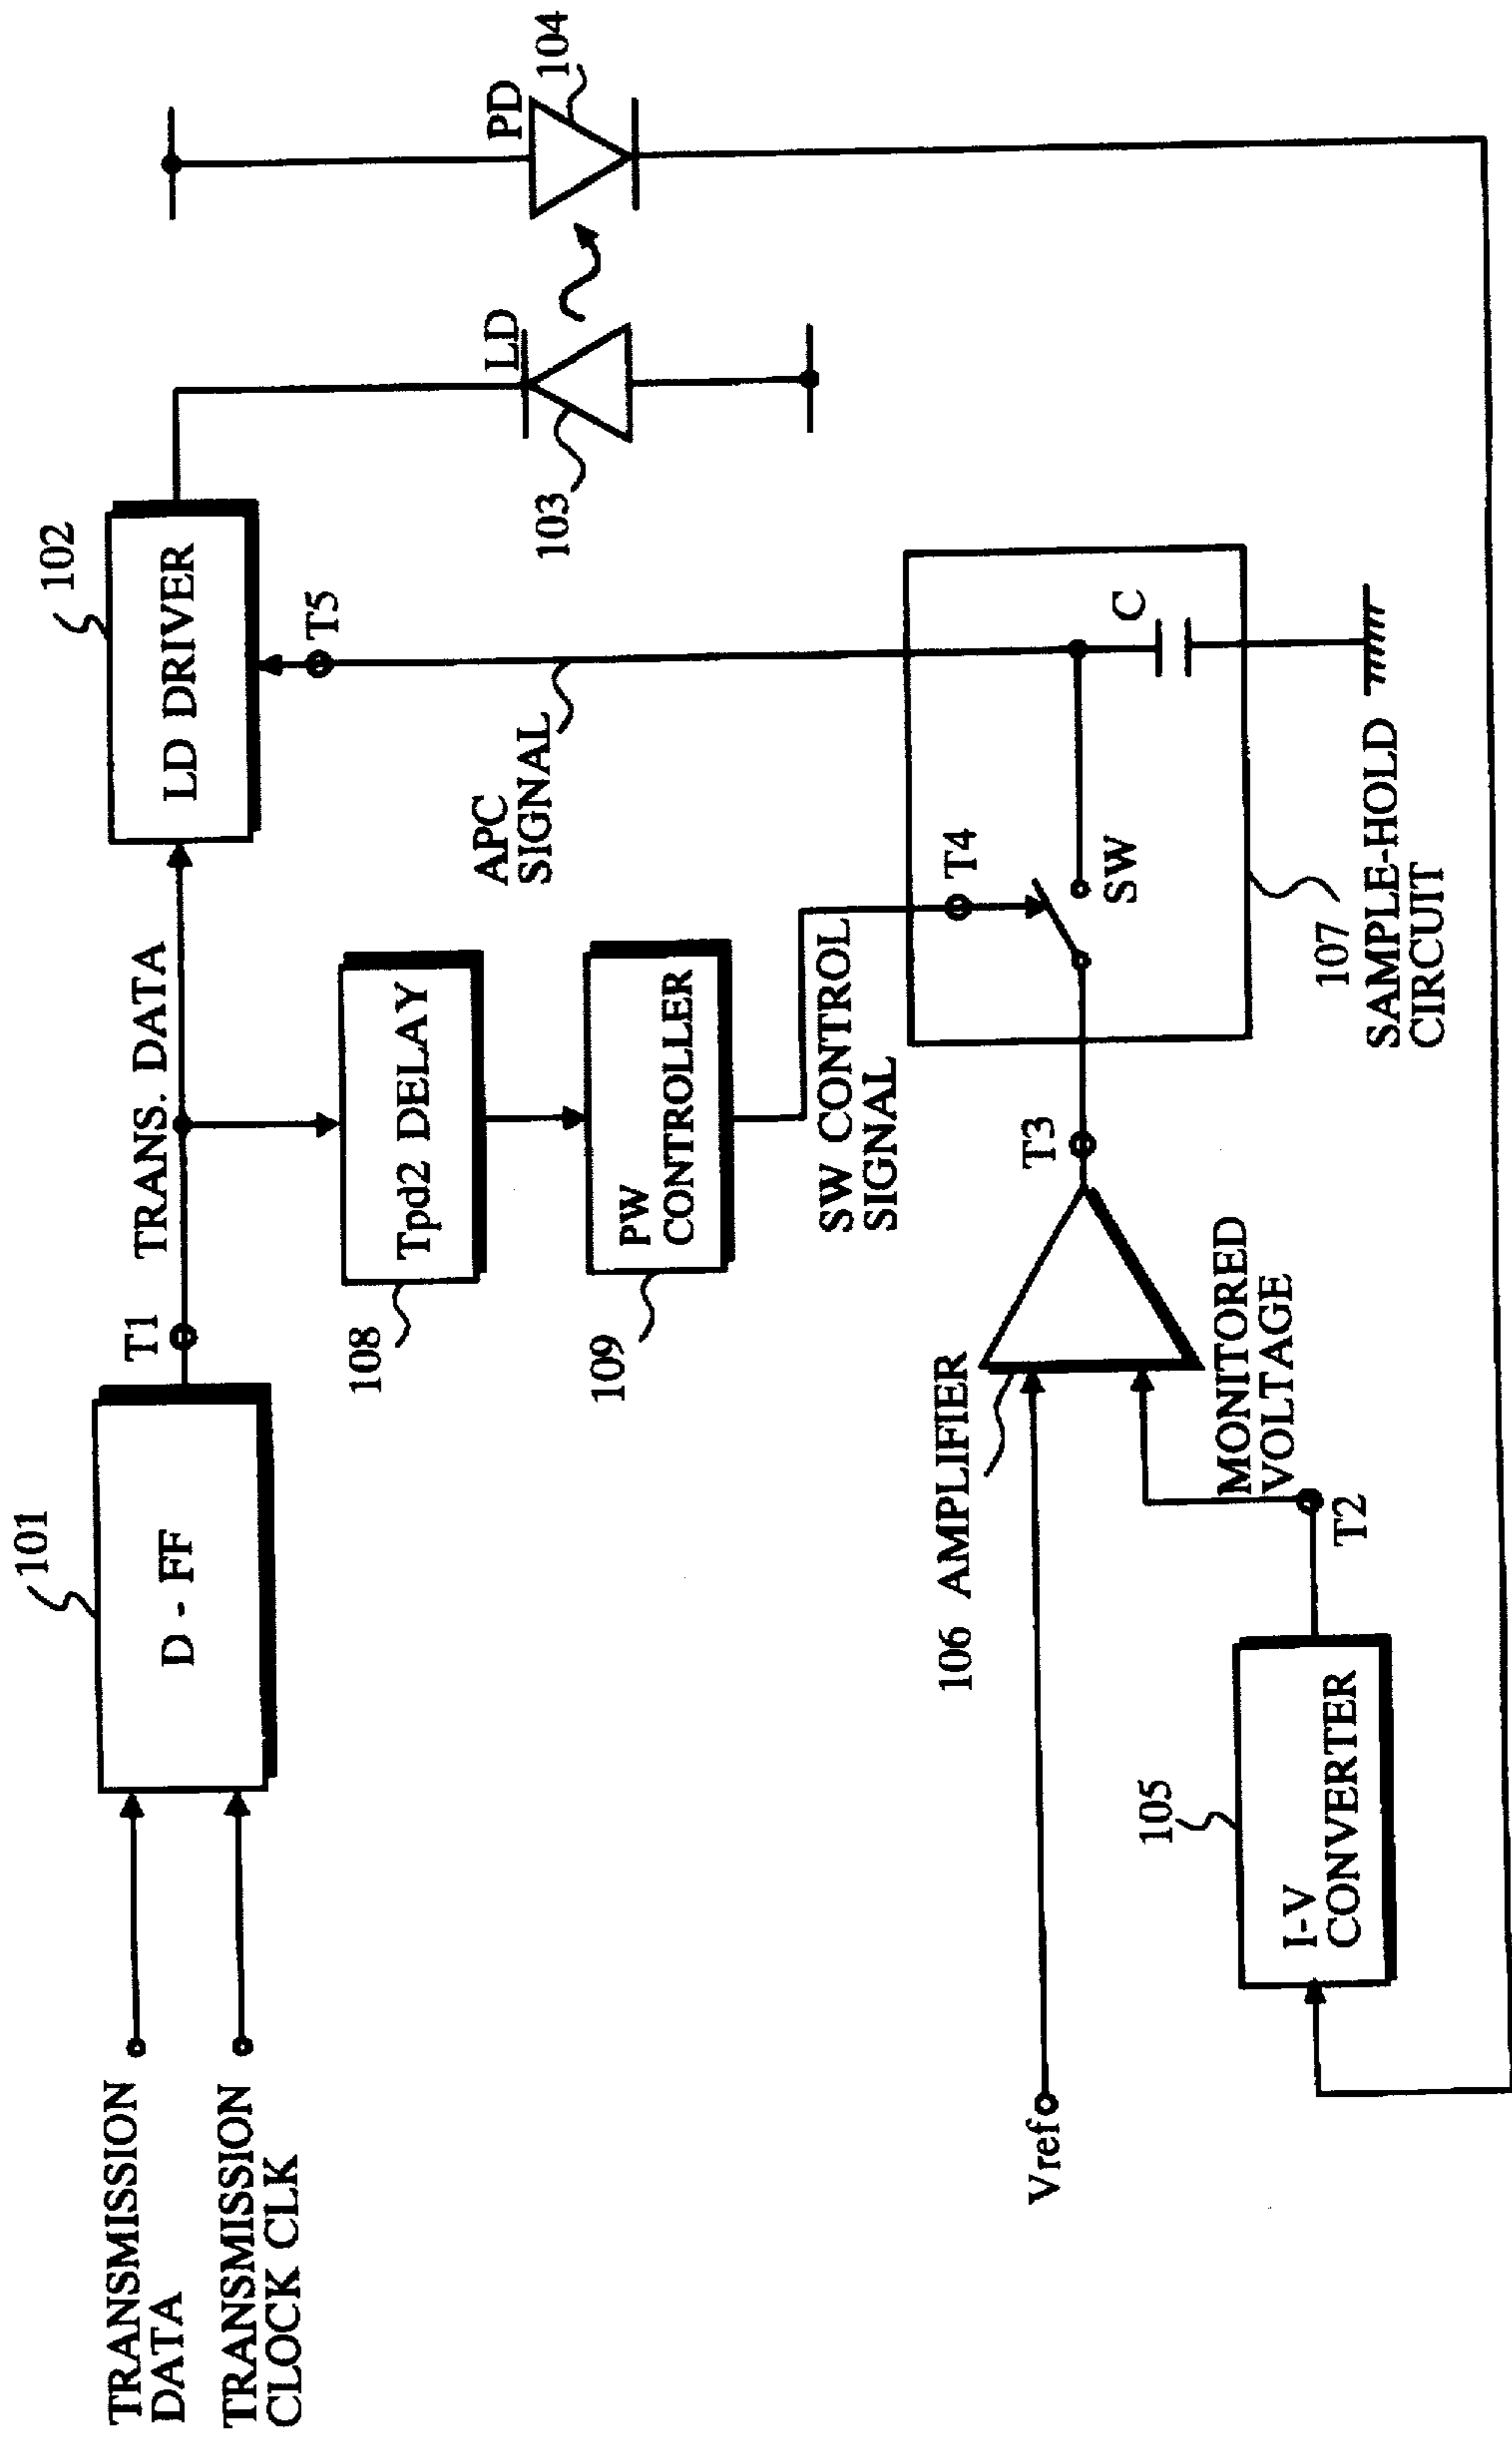 TRANSMISSION
DATA
TRANSMISSION
CLOCK CLK
101
D - FF
T1
TRANS. DATA
102
LD DRIVER
T5
LD
103
PD
104
108
Tpd2 DELAY
109
PW
CONTROLLER
APC
SIGNAL
SW CONTROL
SIGNAL
T4
SW
C
107
SAMPLE-HOLD
CIRCUIT
T3
106 AMPLIFIER
MONITORED
VOLTAGE
T2
Vref
105
I-V
CONVERTER